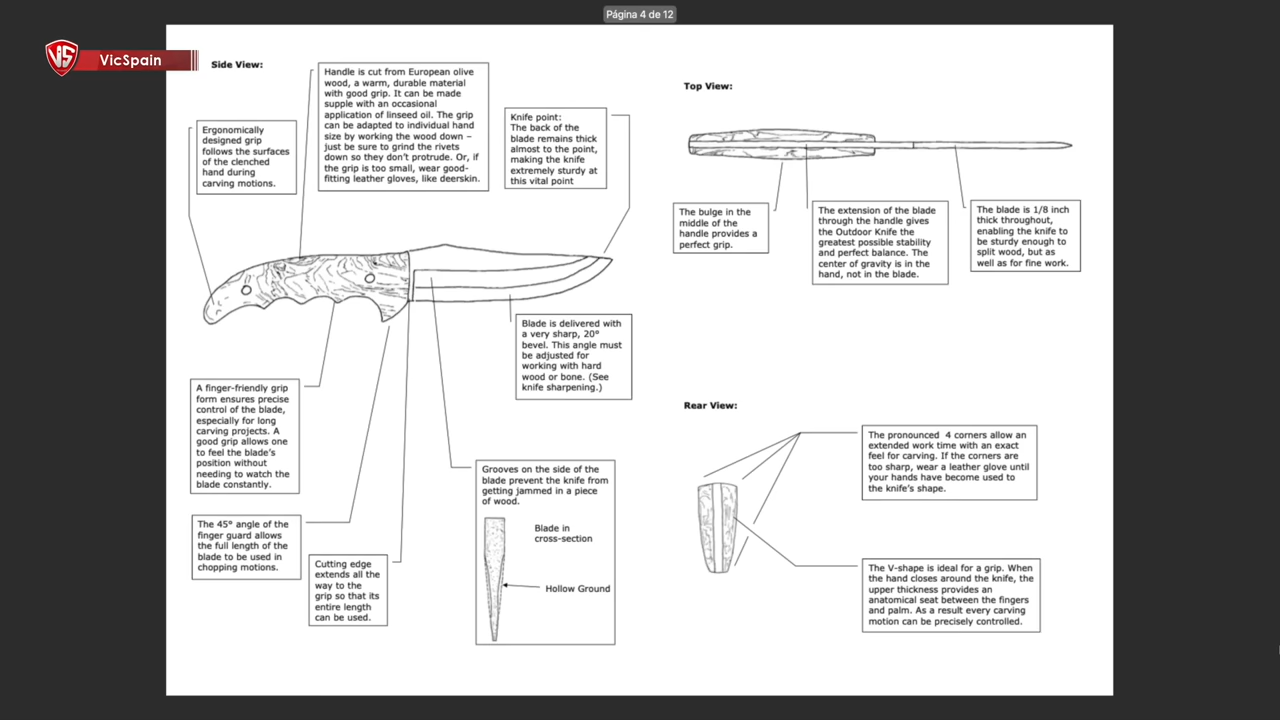 Página 4 de 12
VS
VicSpain
Side View:
Handle is cut from European olive
wood, a warm, durable material
with good grip. It can be made
supple with an occasional
application of linseed oil. The grip
can be adapted to individual hand
size by working the wood down –
just be sure to grind the rivets
down so they don't protrude. Or, if
the grip is too small, wear good-
fitting leather gloves, like deerskin.
Ergonomically
designed grip
follows the surfaces
of the clenched
hand during
carving motions.
Knife point:
The back of the
blade remains thick
almost to the point,
making the knife
extremely sturdy at
this vital point
Blade is delivered with
a very sharp, 20°
bevel. This angle must
be adjusted for
working with hard
wood or bone. (See
knife sharpening.)
A finger-friendly grip
form ensures precise
control of the blade,
especially for long
carving projects. A
good grip allows one
to feel the blade's
position without
needing to watch the
blade constantly.
The 45° angle of the
finger guard allows
the full length of the
blade to be used in
chopping motions.
Cutting edge
extends all the
way to the
grip so that its
entire length
can be used.
Grooves on the side of the
blade prevent the knife from
getting jammed in a piece
of wood.
Blade in
cross-section
Hollow Ground
Top View:
The bulge in the
middle of the
handle provides a
perfect grip.
The extension of the blade
through the handle gives
the Outdoor Knife the
greatest possible stability
and perfect balance. The
center of gravity is in the
hand, not in the blade.
The blade is 1/8 inch
thick throughout,
enabling the knife to
be sturdy enough to
split wood, but as
well as for fine work.
Rear View:
The pronounced 4 corners allow an
extended work time with an exact
feel for carving. If the corners are
too sharp, wear a leather glove until
your hands have become used to
the knife's shape.
The V-shape is ideal for a grip. When
the hand closes around the knife, the
upper thickness provides an
anatomical seat between the fingers
and palm. As a result every carving
motion can be precisely controlled.